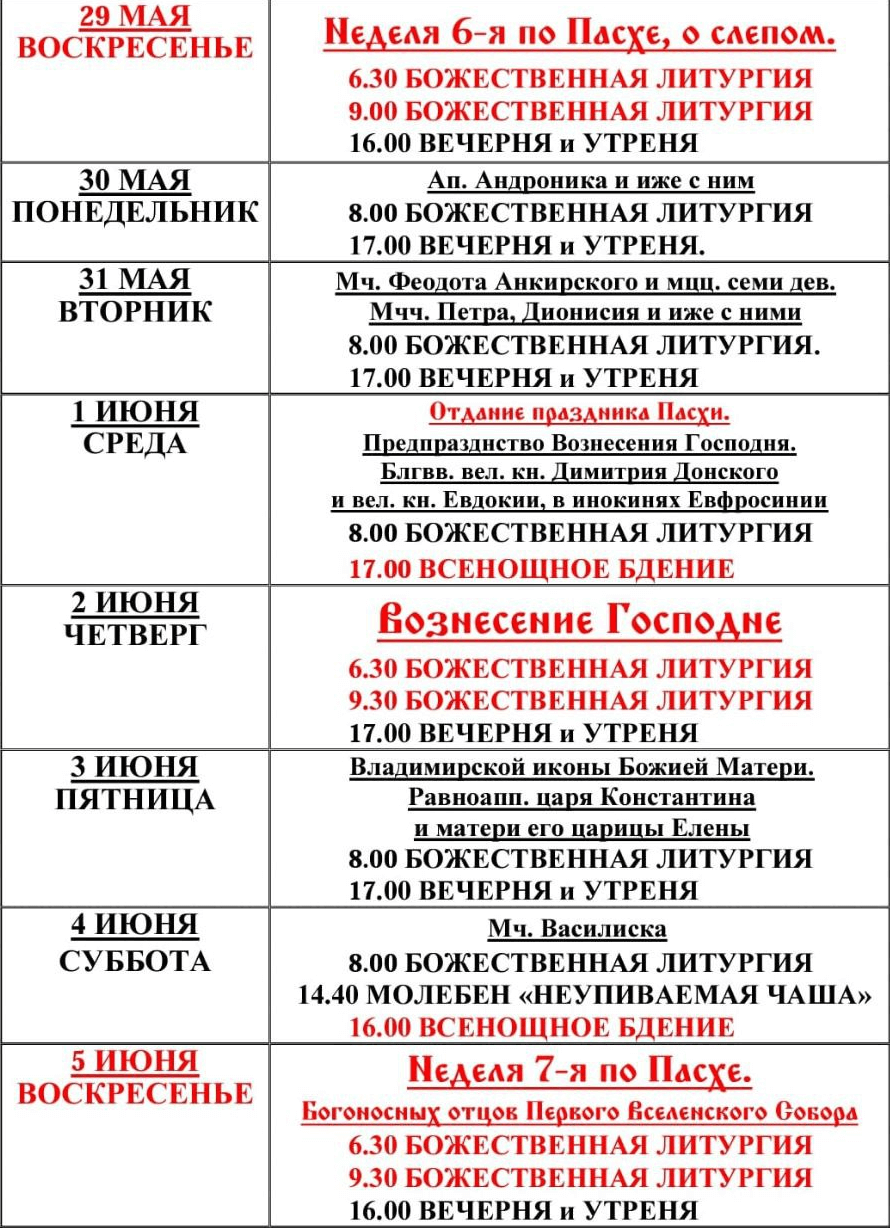 29 МАЯ
ВОСКРЕСЕНЬЕ
Неделя 6-я по Пасхе, о слепом.
6.30 БОЖЕСТВЕННАЯ ЛИТУРГИЯ
9.00 БОЖЕСТВЕННАЯ ЛИТУРГИЯ
16.00 ВЕЧЕРНЯ и УТРЕНЯ
30 МАЯ
ПОНЕДЕЛЬНИК
Ап. Андроника и иже с ним
8.00 БОЖЕСТВЕННАЯ ЛИТУРГИЯ
17.00 ВЕЧЕРНЯ и УТРЕНЯ.
31 МАЯ
ВТОРНИК
Мч. Феодота Анкирского и мцц. семи дев.
Мчч. Петра, Дионисия и иже с ними
8.00 БОЖЕСТВЕННАЯ ЛИТУРГИЯ.
17.00 ВЕЧЕРНЯ и УТРЕНЯ
1 ИЮНЯ
СРЕДА
Отдание праздника Пасхи.
Предпразднство Вознесения Господня.
Блгвв. вел. кн. Димитрия Донского
и вел. кн. Евдокии, в инокинях Евфросинии
8.00 БОЖЕСТВЕННАЯ ЛИТУРГИЯ
17.00 ВСЕНОЩНОЕ БДЕНИЕ
2 ИЮНЯ
ЧЕТВЕРГ
Вознесение Господне
6.30 БОЖЕСТВЕННАЯ ЛИТУРГИЯ
9.30 БОЖЕСТВЕННАЯ ЛИТУРГИЯ
17.00 ВЕЧЕРНЯ и УТРЕНЯ
3 ИЮНЯ
ПЯТНИЦА
Владимирской иконы Божией Матери.
Равноапп. царя Константина
и матери его царицы Елены
8.00 БОЖЕСТВЕННАЯ ЛИТУРГИЯ
17.00 ВЕЧЕРНЯ и УТРЕНЯ
4 ИЮНЯ
СУББОТА
Мч. Василиска
8.00 БОЖЕСТВЕННАЯ ЛИТУРГИЯ
14.40 МОЛЕБЕН «НЕУПИВАЕМАЯ ЧАША»
16.00 ВСЕНОЩНОЕ БДЕНИЕ
5 ИЮНЯ
ВОСКРЕСЕНЬЕ
Неделя 7-я по Пасхе.
Богоносных отцов Первого Вселенского Собора
6.30 БОЖЕСТВЕННАЯ ЛИТУРГИЯ
9.30 БОЖЕСТВЕННАЯ ЛИТУРГИЯ
16.00 ВЕЧЕРНЯ и УТРЕНЯ